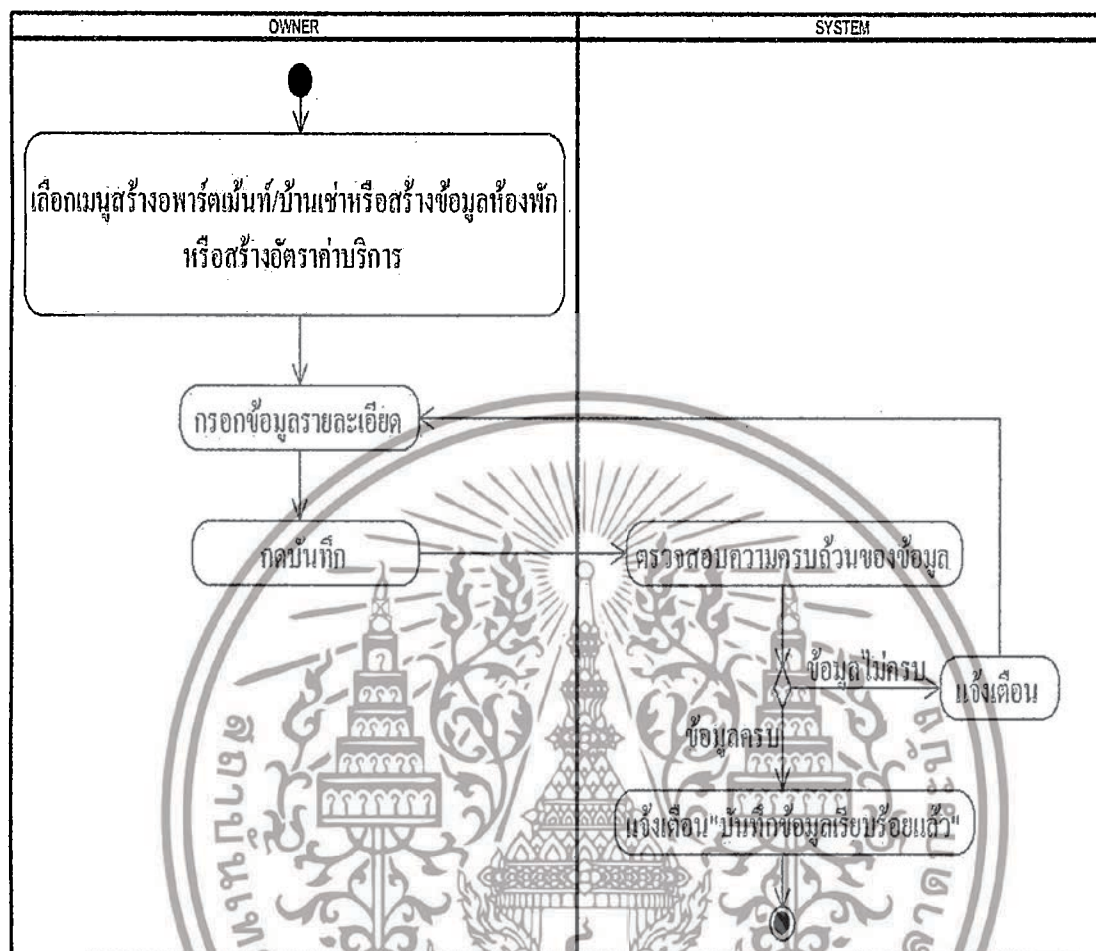 OWNER
SYSTEM
เลือกเมนูสร้างอพาร์ตเม้นท์/บ้านเช่าหรือสร้างข้อมูลห้องพัก
หรือสร้างอัตราค่าบริการ
กรอกข้อมูลรายละเอียด
กดบันทึก
ตรวจสอบความครบถ้วนของข้อมูล
ข้อมูลไม่ครบ
แจ้งเตือน
ข้อมูลครบ
แจ้งเตือน"บันทึกข้อมูลเรียบร้อยแล้ว"